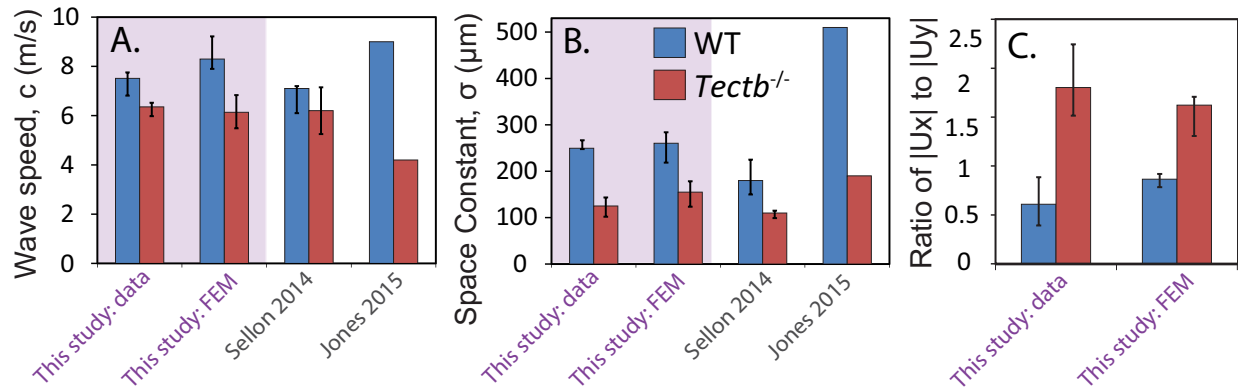 A.
Wave speed, c (m/s)
10
8
6
4
2
0
This study: data
This study: FEM
Sellon 2014
Jones 2015
B.
WT
Tectb-/-
Space Constant, σ (μm)
500
400
300
200
100
0
This study: data
This study: FEM
Sellon 2014
Jones 2015
C.
Ratio of |Ux| to |Uy|
2.5
2
1.5
1
0.5
0
This study: data
This study: FEM